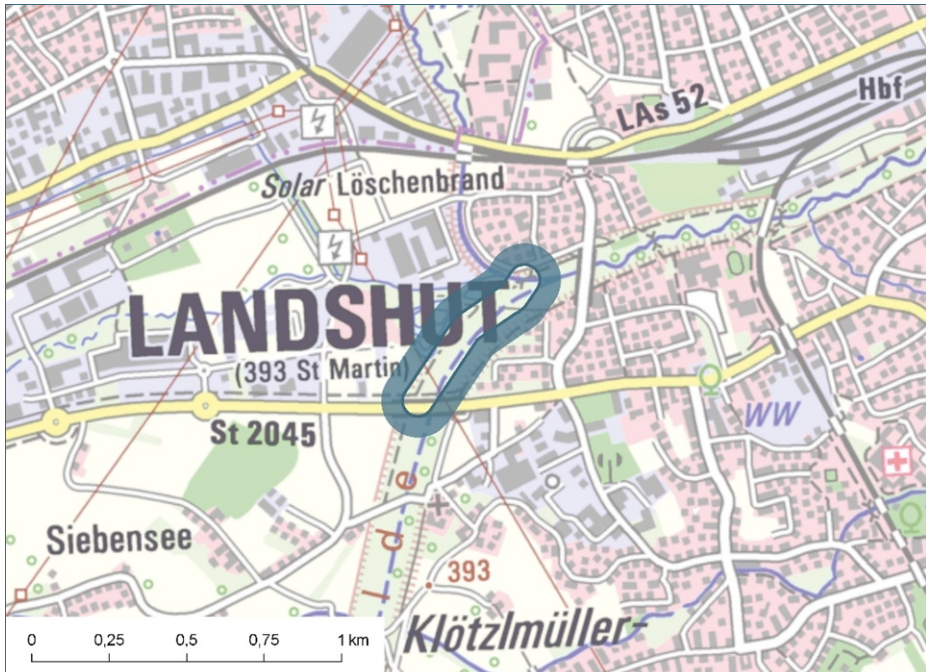 Hbf
LAs 52
Solar Löschenbrand
LANDSHUT
(393 St Martin)
St 2045
WW
Siebensee
393
Klötzlmüller-
0 0,25 0,5 0,75 1 km